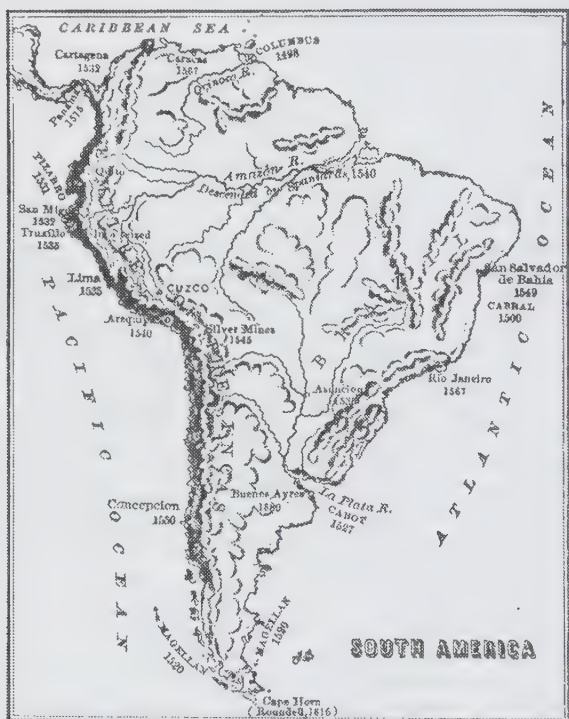 CARIBBEAN SEA
Cartagena
1532
Caracas
1567
COLUMBUS
1498
Orinoco R.
Panama
1515
PIZARRO
1531
Quito
Amazon R.
Descended by Spaniards, 1540
San
1532
Truxillo
1535
Lima
1535
CUZCO
Arequipa
1540
Silver Mines
1545
San Salvador
de Bahia
1549
CABRAL
1500
Rio Janeiro
1567
Asuncion
La Plata R.
CABOT
1527
Buenos Ayres
1580
Concepcion
1550
PACIFIC OCEAN
ATLANTIC OCEAN
MAGELLAN
1520
MAGELLAN
1520
SOUTH AMERICA
Cape Horn
(Rounded, 1616)